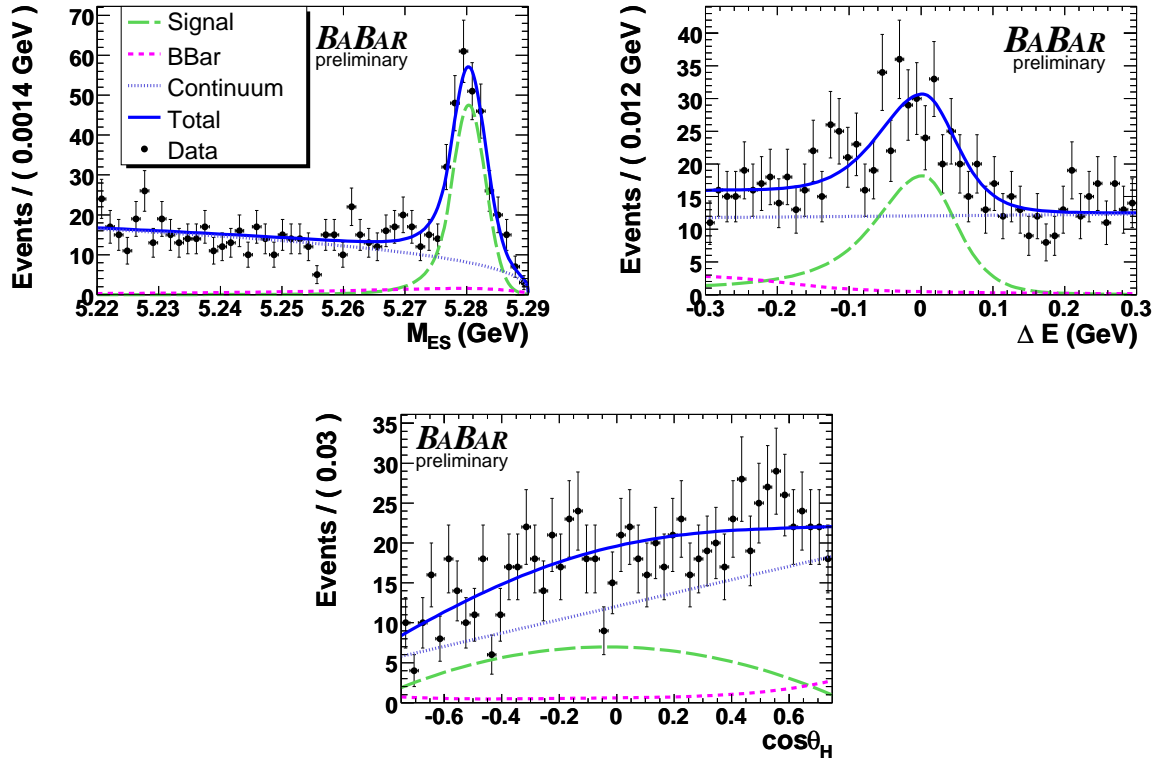 Events / ( 0.0014 GeV )
70
60
50
40
30
20
10
0
Signal
BBar
Continuum
Total
Data
BABAR
preliminary
5.22 5.23 5.24 5.25 5.26 5.27 5.28 5.29
M_ES (GeV)
Events / ( 0.012 GeV )
40
35
30
25
20
15
10
5
0
BABAR
preliminary
-0.3 -0.2 -0.1 0 0.1 0.2 0.3
Δ E (GeV)
Events / ( 0.03 )
35
30
25
20
15
10
5
0
BABAR
preliminary
-0.6 -0.4 -0.2 0 0.2 0.4 0.6
cosθ_H